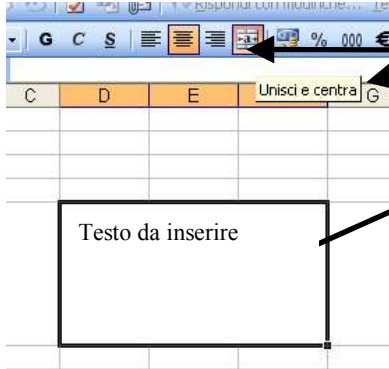 Rispondi con modifiche...
G C S % 000 €
Unisci e centra
C D E G
Testo da inserire